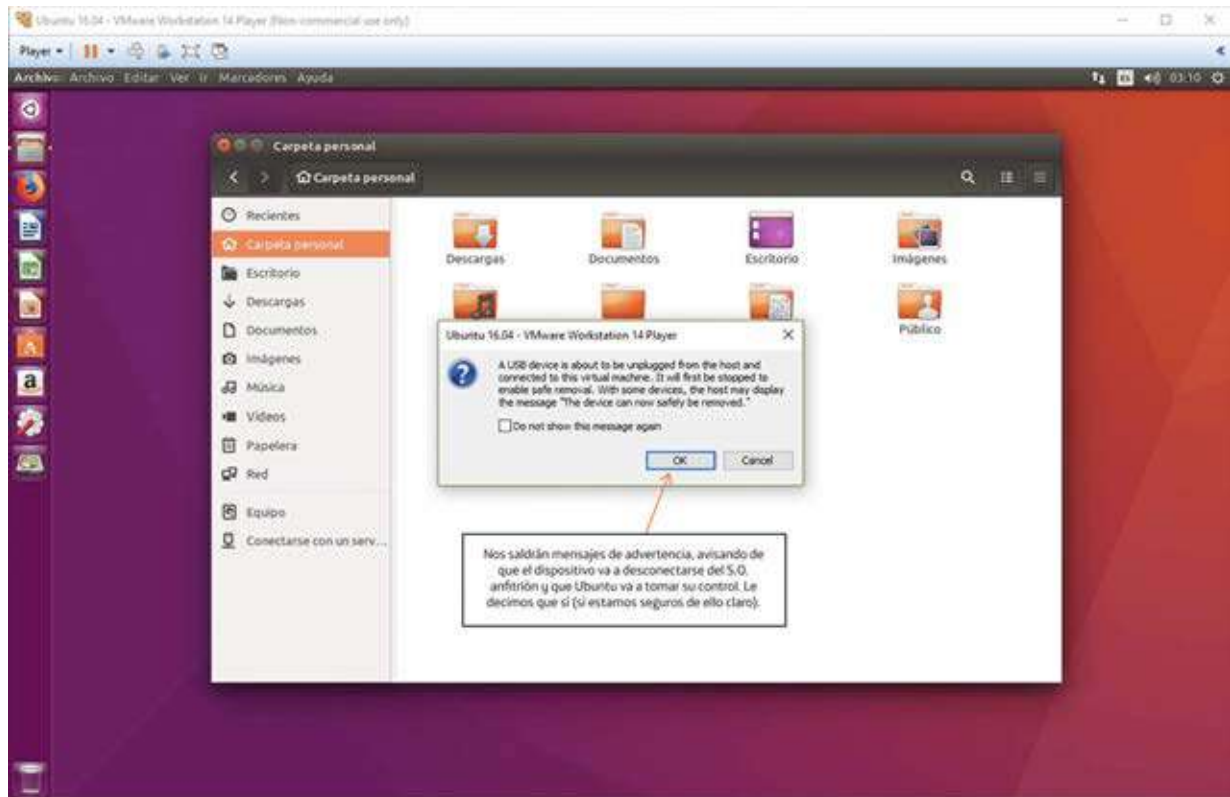 Ubuntu 16.04 - VMware Workstation 14 Player (Non-commercial use only)
Player
Archivo Archivo Editar Ver Ir Marcadores Ayuda
Es 03:10
Carpeta personal
Carpeta personal
Recientes
Carpeta personal
Escritorio
Descargas
Documentos
Imágenes
Música
Vídeos
Papelera
Red
Equipo
Conectarse con un serv...
Descargas Documentos Escritorio Imágenes
Público
Ubuntu 16.04 - VMware Workstation 14 Player
A USB device is about to be unplugged from the host and
connected to this virtual machine. It will first be stopped to
enable safe removal. With some devices, the host may display
the message "The device can now safely be removed."
Do not show this message again
OK Cancel
Nos saldrán mensajes de advertencia, avisando de
que el dispositivo va a desconectarse del S.O.
anfitrión y que Ubuntu va a tomar su control. Le
decimos que sí (si estamos seguros de ello claro).